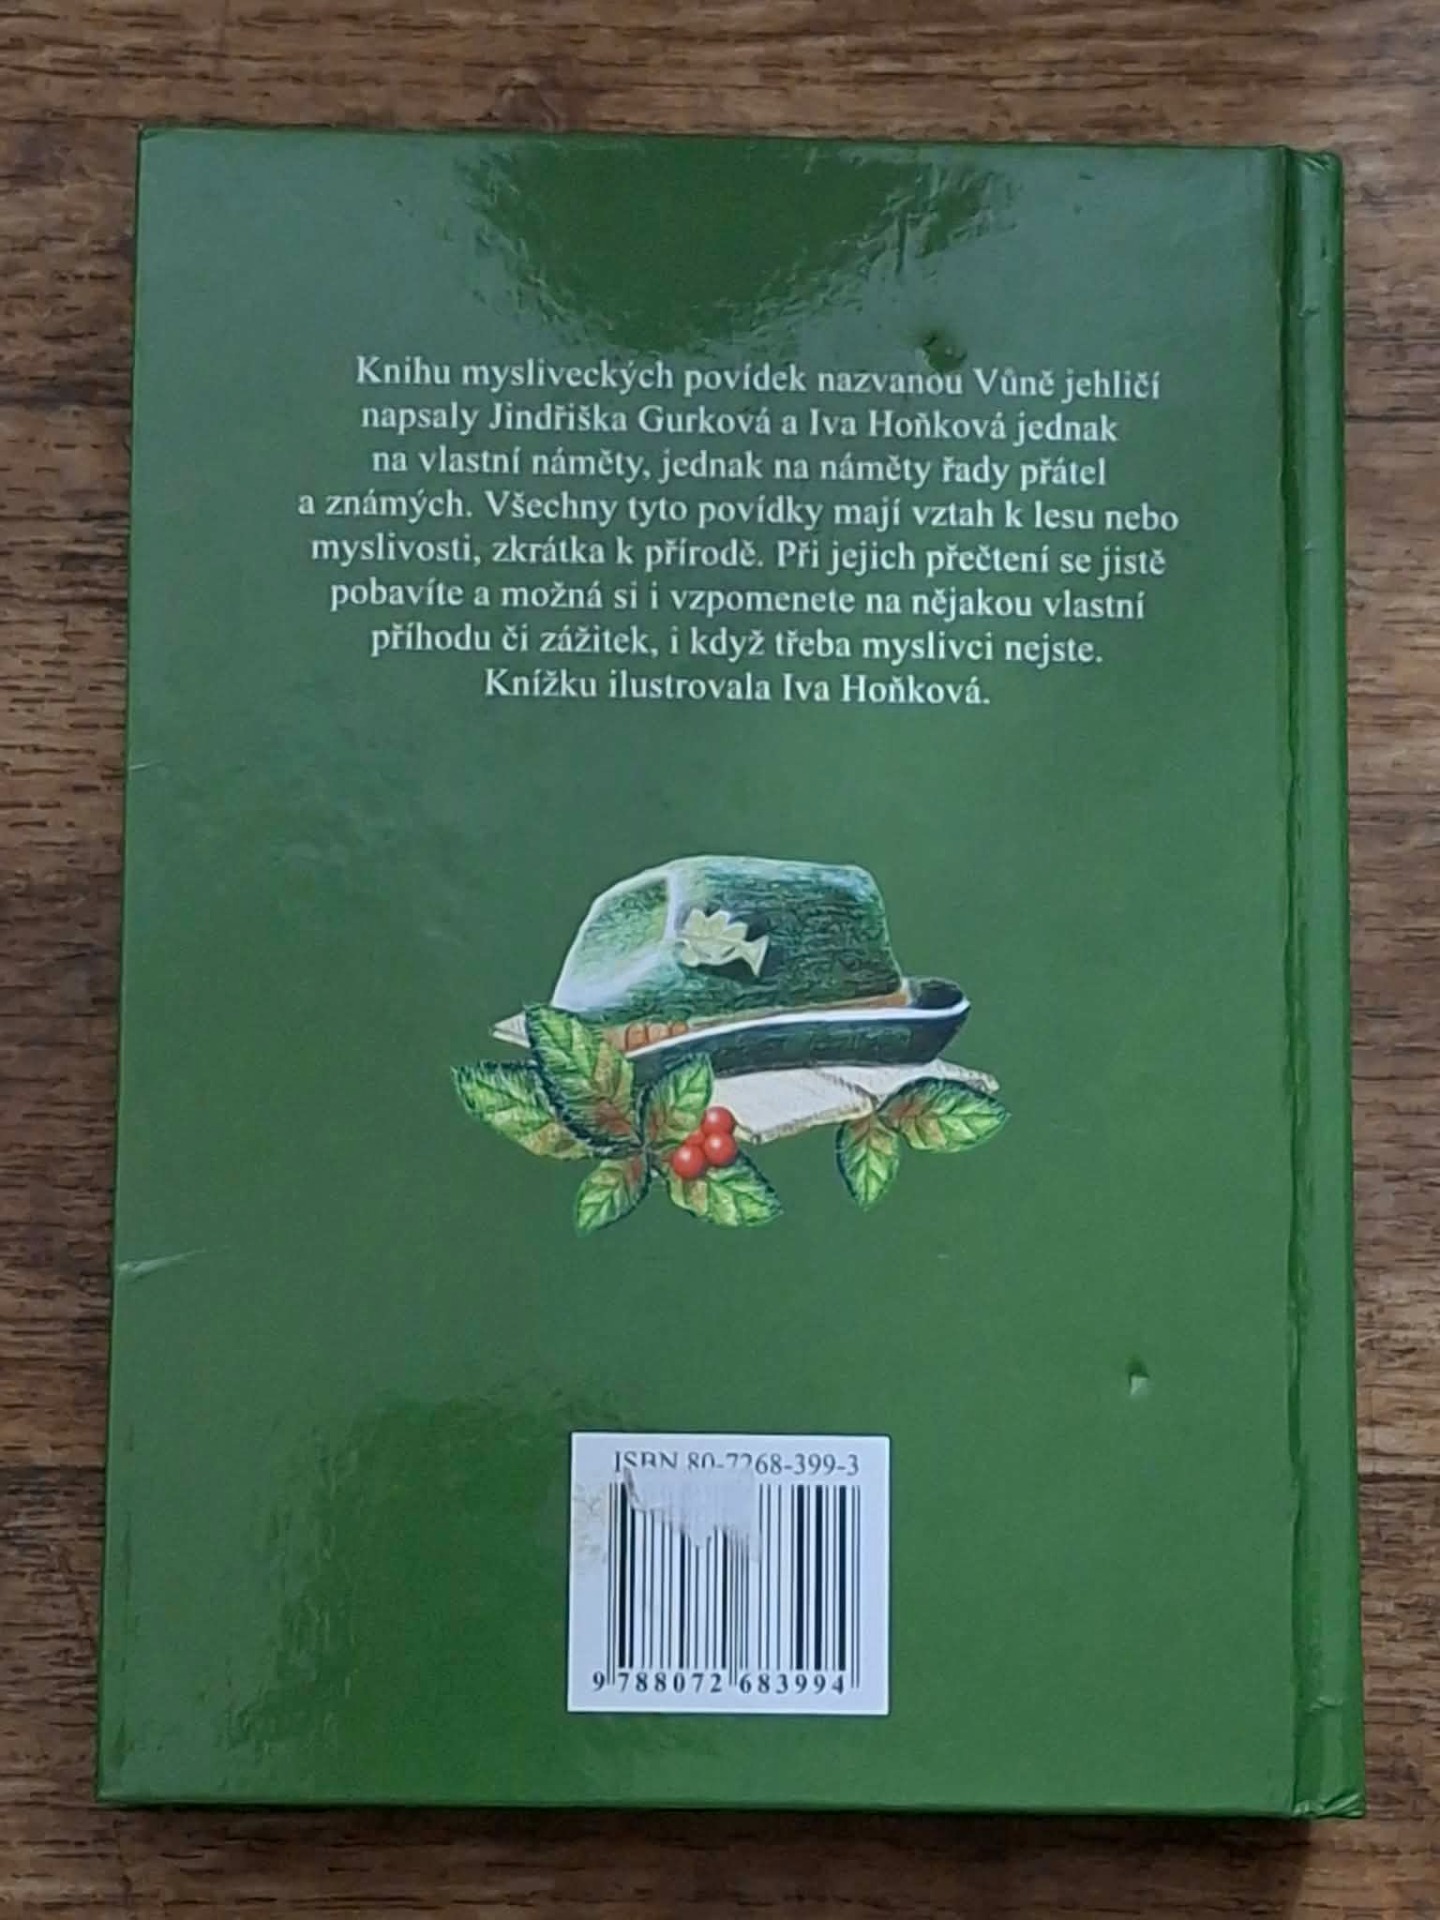 Knihu mysliveckých povídek nazvanou Vůně jehličí
napsaly Jindřiška Gurková a Iva Hoňková jednak
na vlastní náměty, jednak na náměty řady přátel
a známých. Všechny tyto povídky mají vztah k lesu nebo
myslivosti, zkrátka k přírodě. Při jejich přečtení se jistě
pobavíte a možná si i vzpomenete na nějakou vlastní
příhodu či zážitek, i když třeba myslivci nejste.
Knížku ilustrovala Iva Hoňková.
ISBN 80-7268-399-3
9 788072 683994